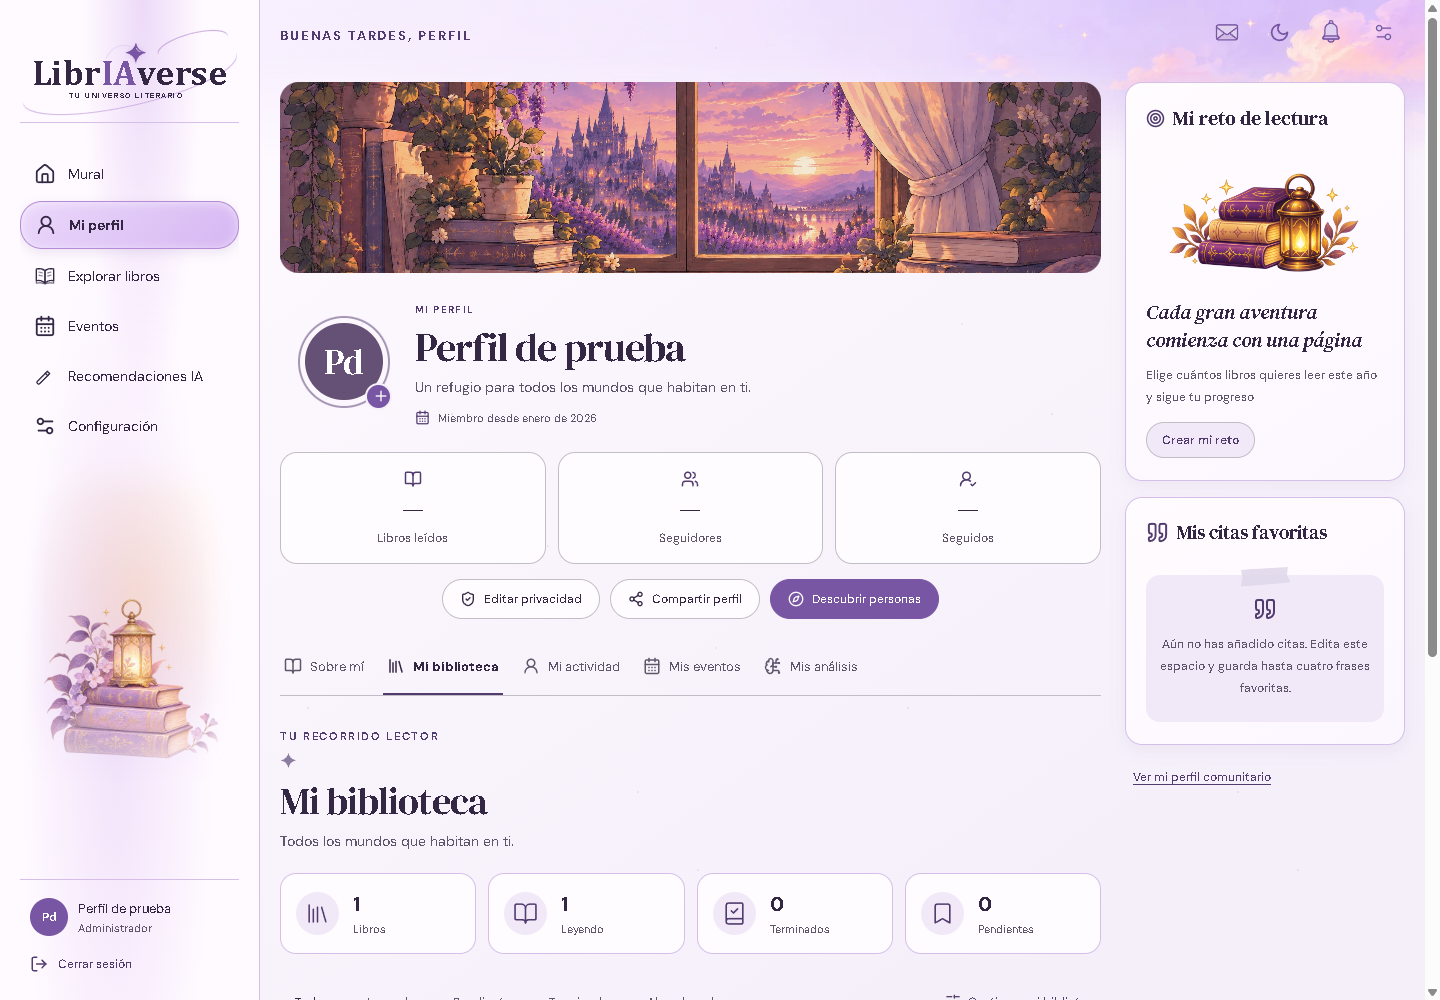 LibrIAverse
TU UNIVERSO LITERARIO
Mural
Mi perfil
Explorar libros
Eventos
Recomendaciones IA
Configuración
Pd
Perfil de prueba
Administrador
Cerrar sesión
BUENAS TARDES, PERFIL
Pd
MI PERFIL
Perfil de prueba
Un refugio para todos los mundos que habitan en ti.
Miembro desde enero de 2026
Libros leídos
Seguidores
Seguidos
Editar privacidad
Compartir perfil
Descubrir personas
Sobre mí
Mi biblioteca
Mi actividad
Mis eventos
Mis análisis
TU RECORRIDO LECTOR
Mi biblioteca
Todos los mundos que habitan en ti.
1
Libros
1
Leyendo
0
Terminados
0
Pendientes
Mi reto de lectura
Cada gran aventura
comienza con una página
Elige cuántos libros quieres leer este año
y sigue tu progreso
Crear mi reto
Mis citas favoritas
Aún no has añadido citas. Edita este
espacio y guarda hasta cuatro frases
favoritas.
Ver mi perfil comunitario